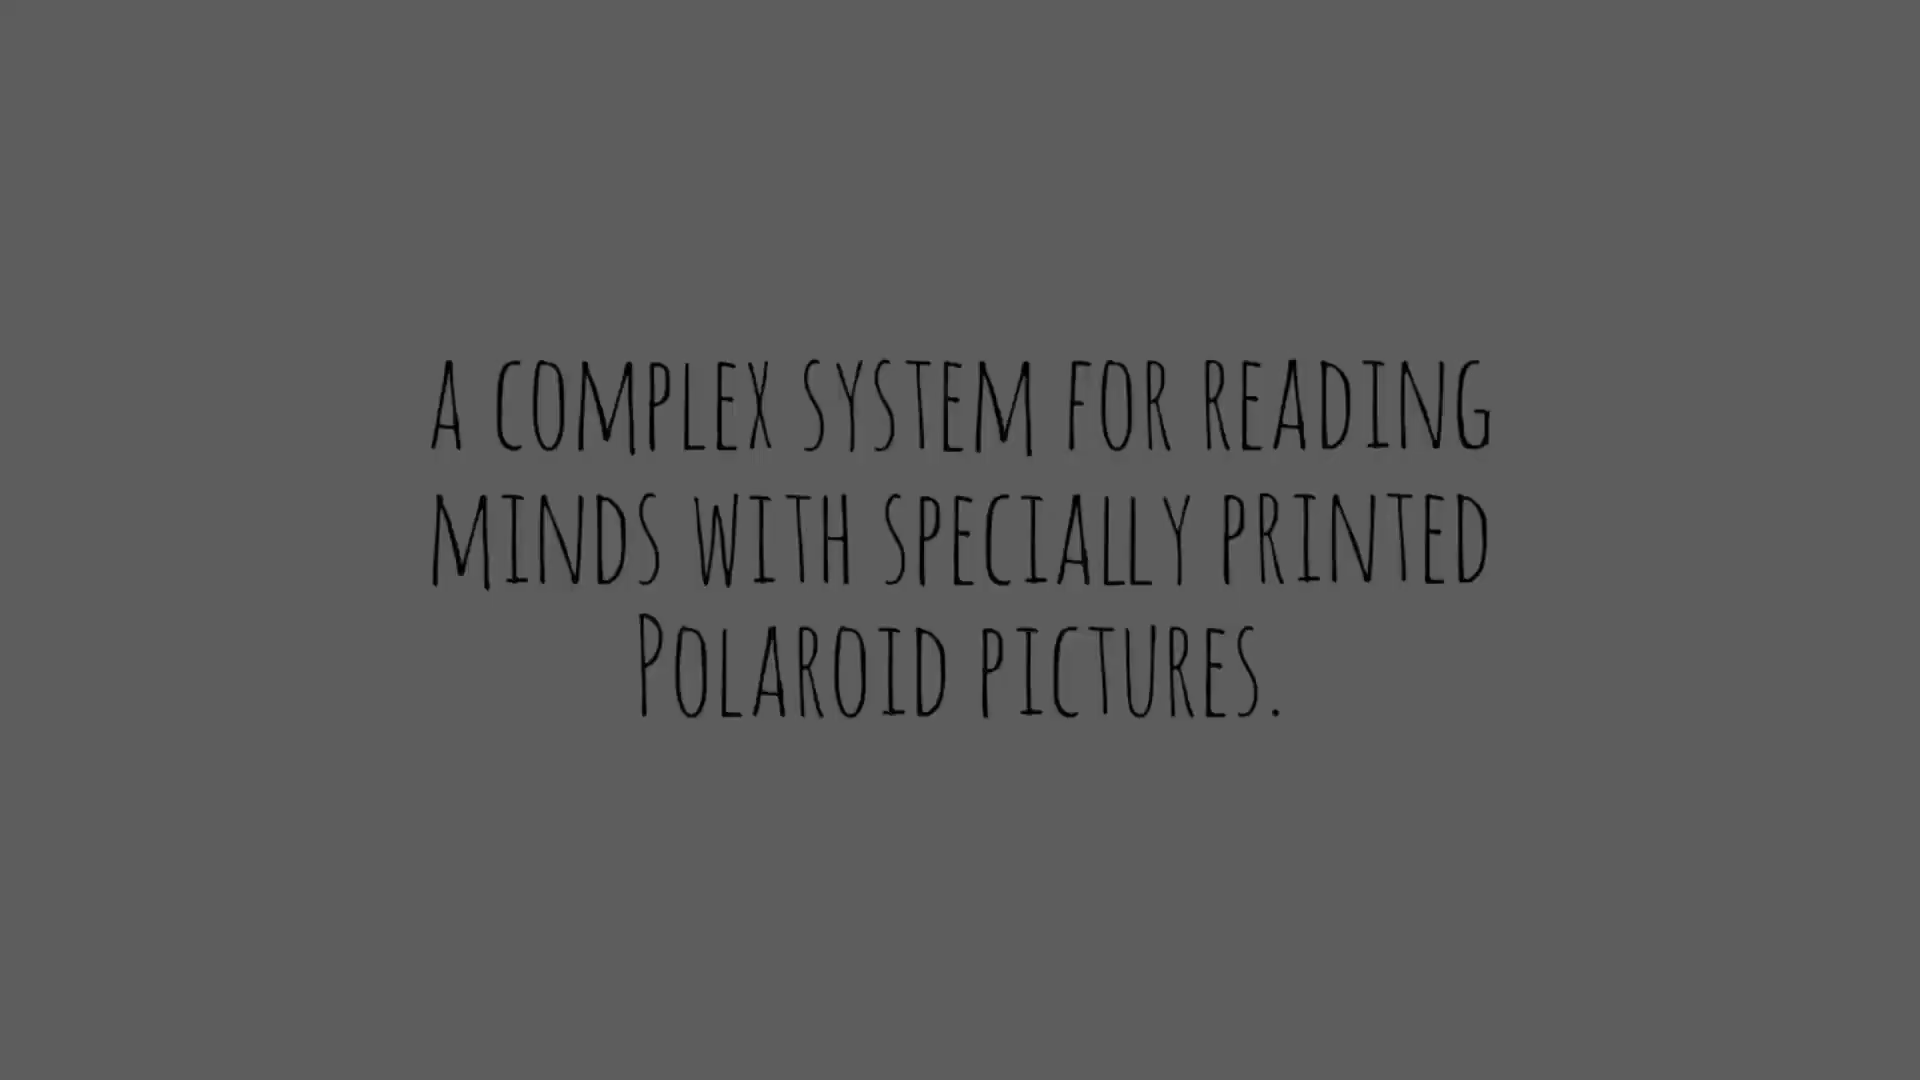 A COMPLEX SYSTEM FOR READING
MINDS WITH SPECIALLY PRINTED
POLAROID PICTURES.